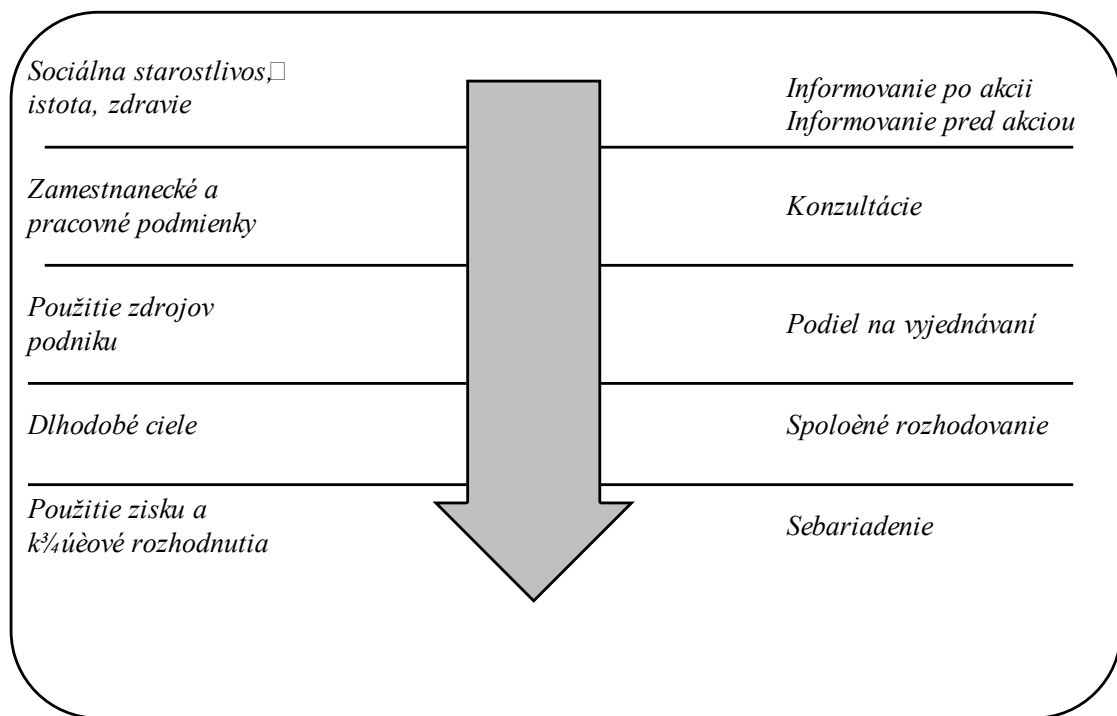 Sociálna starostlivos,□
istota, zdravie
Informovanie po akcii
Informovanie pred akciou
Zamestnanecké a
pracovné podmienky
Konzultácie
Použitie zdrojov
podniku
Podiel na vyjednávaní
Dlhodobé ciele
Spoloèné rozhodovanie
Použitie zisku a
k¾úèové rozhodnutia
Sebariadenie